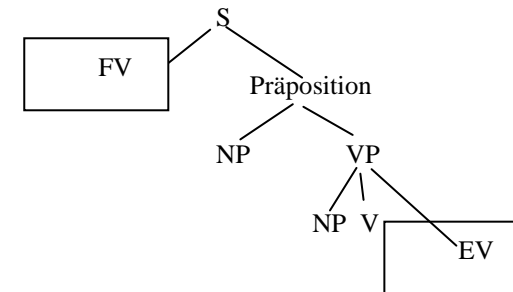 S
FV
Präposition
NP VP
NP V
EV